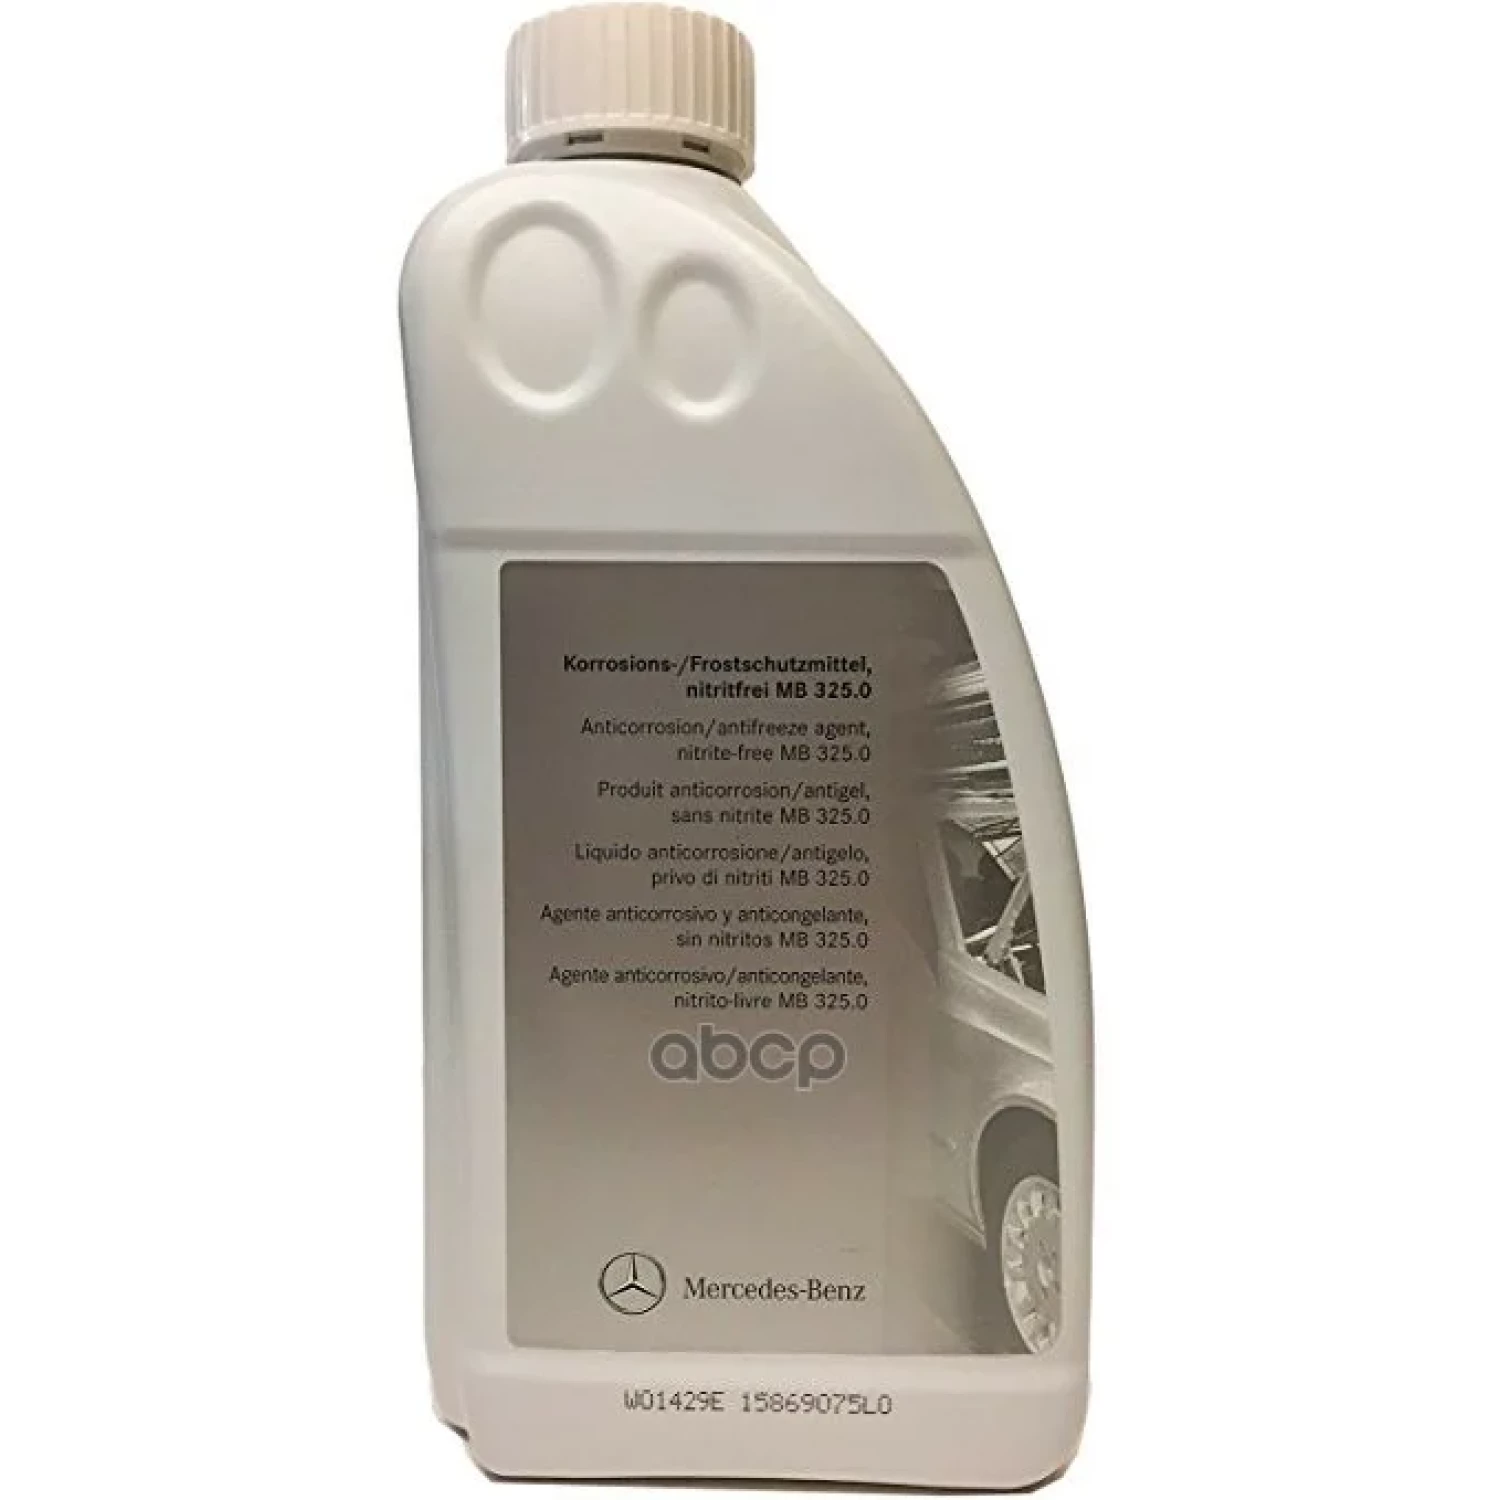 Korrosions-/Frostschutzmittel,
nitritfrei MB 325.0
Anticorrosion/antifreeze agent,
nitrite-free MB 325.0
Produit anticorrosion/antigel,
sans nitrite MB 325.0
Liquido anticorrosione/antigelo,
privo di nitriti MB 325.0
Agente anticorrosivo y anticongelante,
sin nitritos MB 325.0
Agente anticorrosivo/anticongelante,
nitrito-livre MB 325.0
abcp
Mercedes-Benz
W01429E 15869075L0